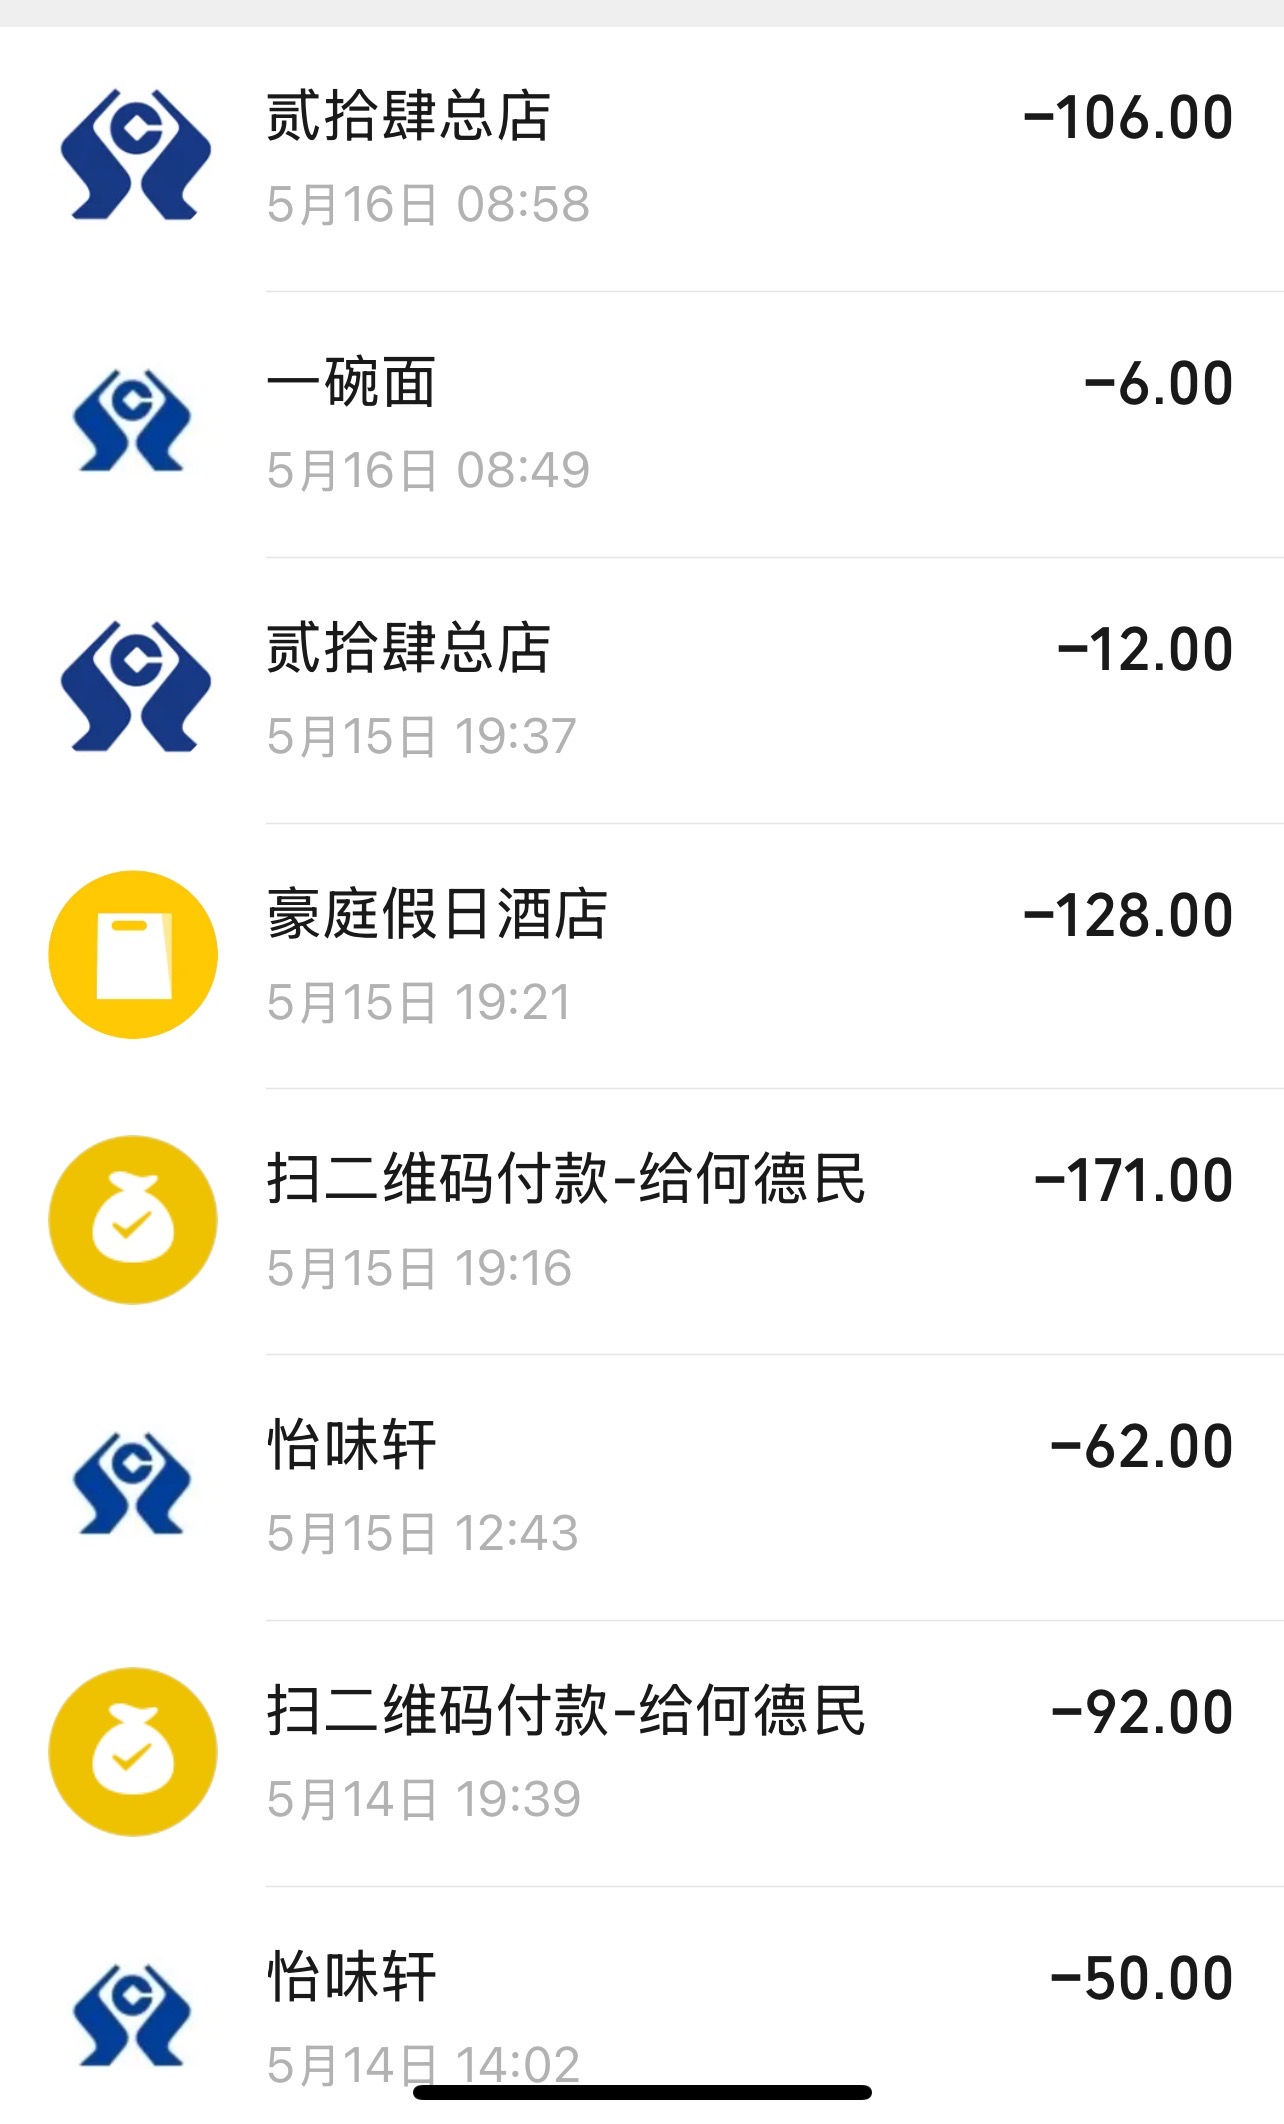 贰拾肆总店 -106.00
5月16日 08:58
一碗面 -6.00
5月16日 08:49
贰拾肆总店 -12.00
5月15日 19:37
豪庭假日酒店 -128.00
5月15日 19:21
扫二维码付款-给何德民 -171.00
5月15日 19:16
怡味轩 -62.00
5月15日 12:43
扫二维码付款-给何德民 -92.00
5月14日 19:39
怡味轩 -50.00
5月14日 14:02